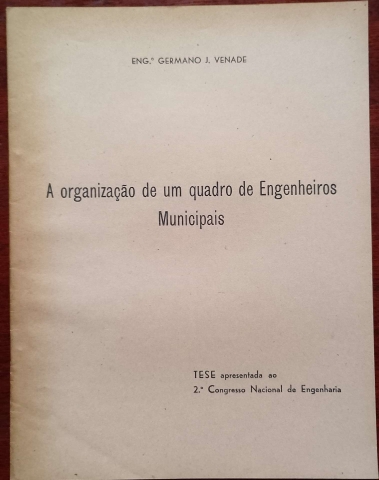 ENG.º GERMANO J. VENADE
A organização de um quadro de Engenheiros
Municipais
TESE apresentada ao
2.º Congresso Nacional de Engenharia